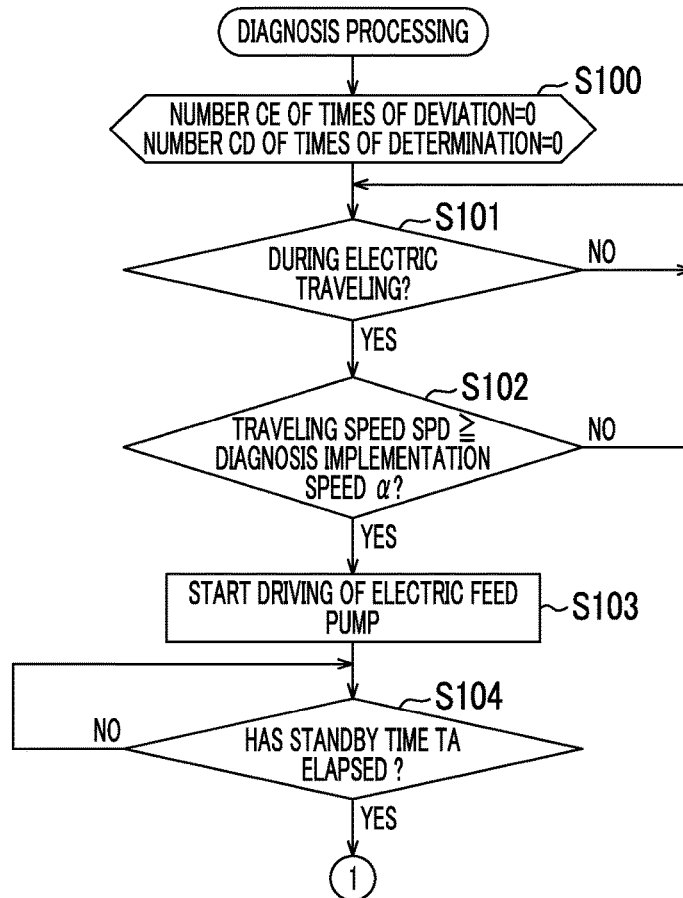 DIAGNOSIS PROCESSING
S100
NUMBER CE OF TIMES OF DEVIATION=0
NUMBER CD OF TIMES OF DETERMINATION=0
S101
DURING ELECTRIC
TRAVELING?
NO
YES
S102
TRAVELING SPEED SPD ≧
DIAGNOSIS IMPLEMENTATION
SPEED α?
NO
YES
START DRIVING OF ELECTRIC FEED
PUMP
S103
S104
NO
HAS STANDBY TIME TA
ELAPSED ?
YES
1